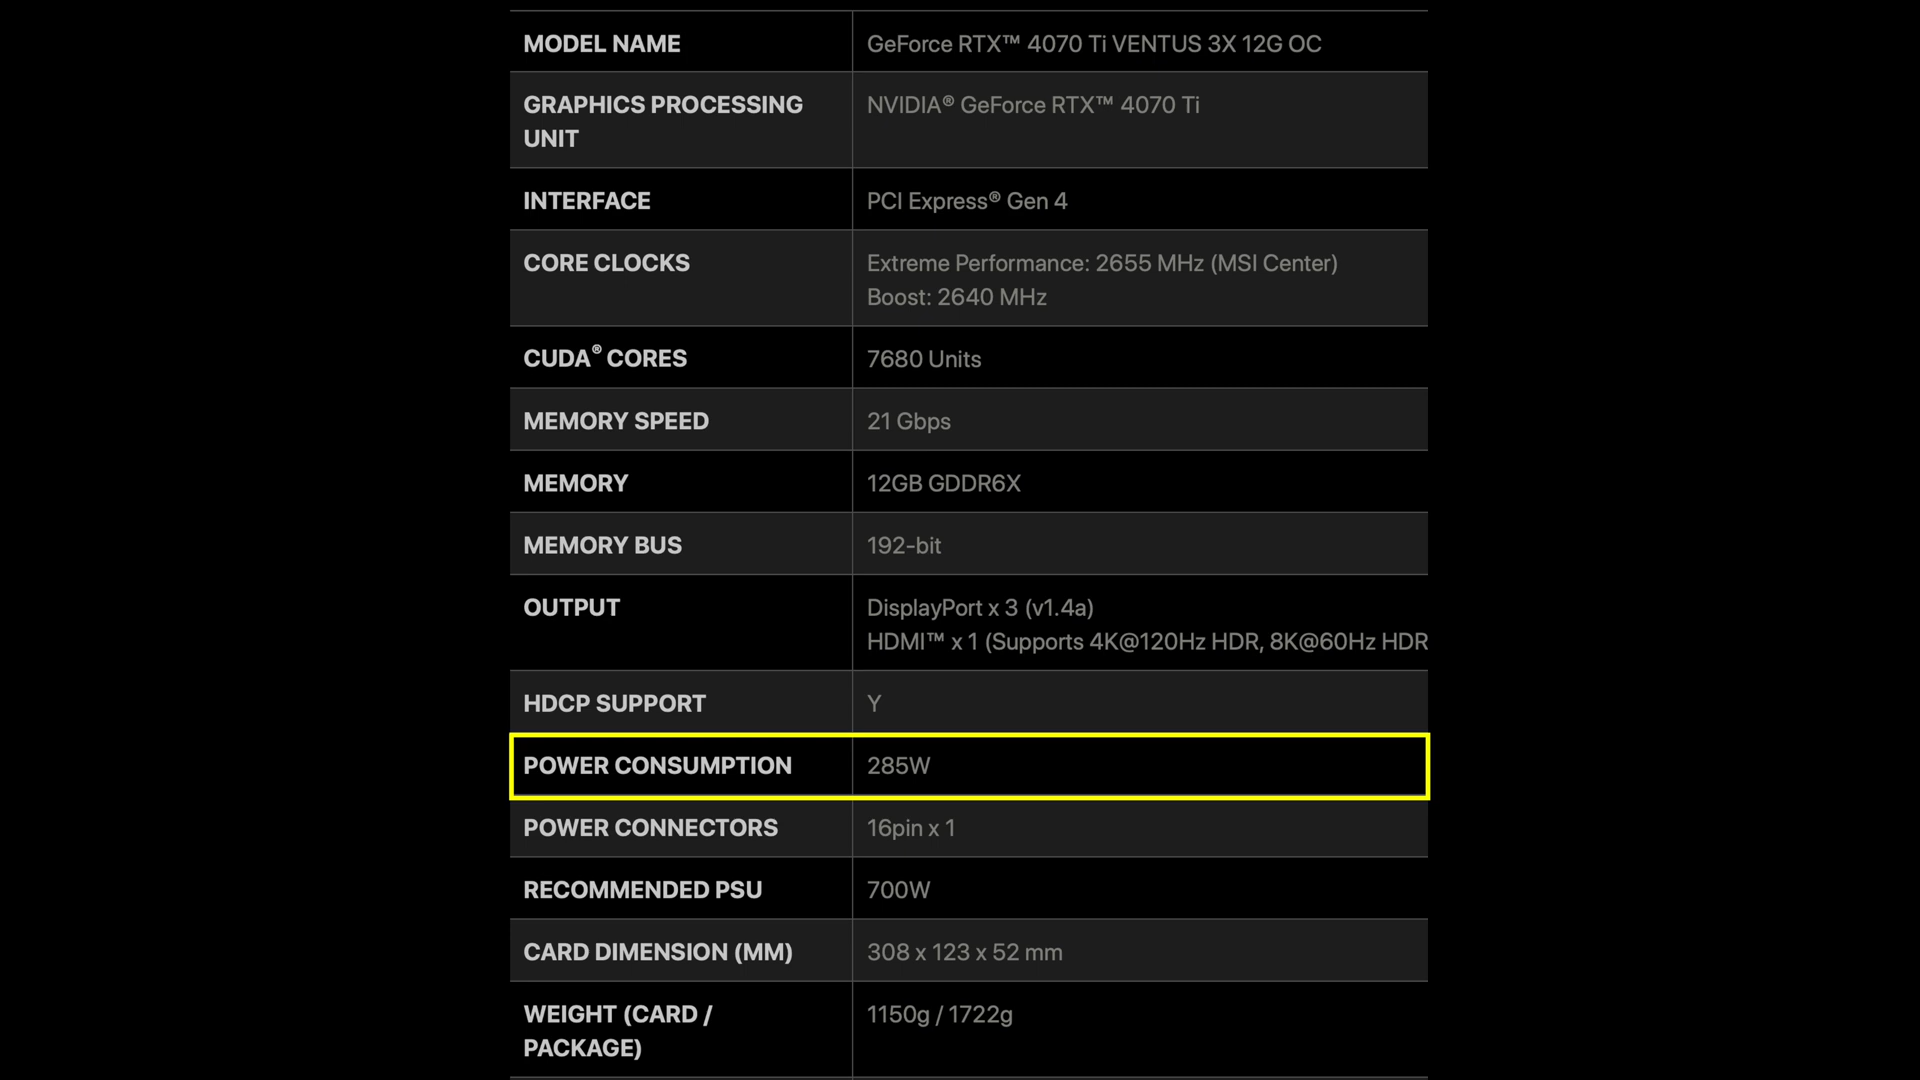 MODEL NAME
GeForce RTX™ 4070 Ti VENTUS 3X 12G OC
GRAPHICS PROCESSING
UNIT
NVIDIA® GeForce RTX™ 4070 Ti
INTERFACE
PCI Express® Gen 4
CORE CLOCKS
Extreme Performance: 2655 MHz (MSI Center)
Boost: 2640 MHz
CUDA® CORES
7680 Units
MEMORY SPEED
21 Gbps
MEMORY
12GB GDDR6X
MEMORY BUS
192-bit
OUTPUT
DisplayPort x 3 (v1.4a)
HDMI™ x 1 (Supports 4K@120Hz HDR, 8K@60Hz HDR
HDCP SUPPORT
Y
POWER CONSUMPTION
285W
POWER CONNECTORS
16pin x 1
RECOMMENDED PSU
700W
CARD DIMENSION (MM)
308 x 123 x 52 mm
WEIGHT (CARD /
PACKAGE)
1150g / 1722g